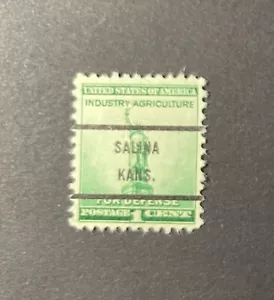 UNITED STATES OF AMERICA
INDUSTRY AGRICULTURE
SALINA
KANS.
FOR DEFENSE
POSTAGE 1 CENT